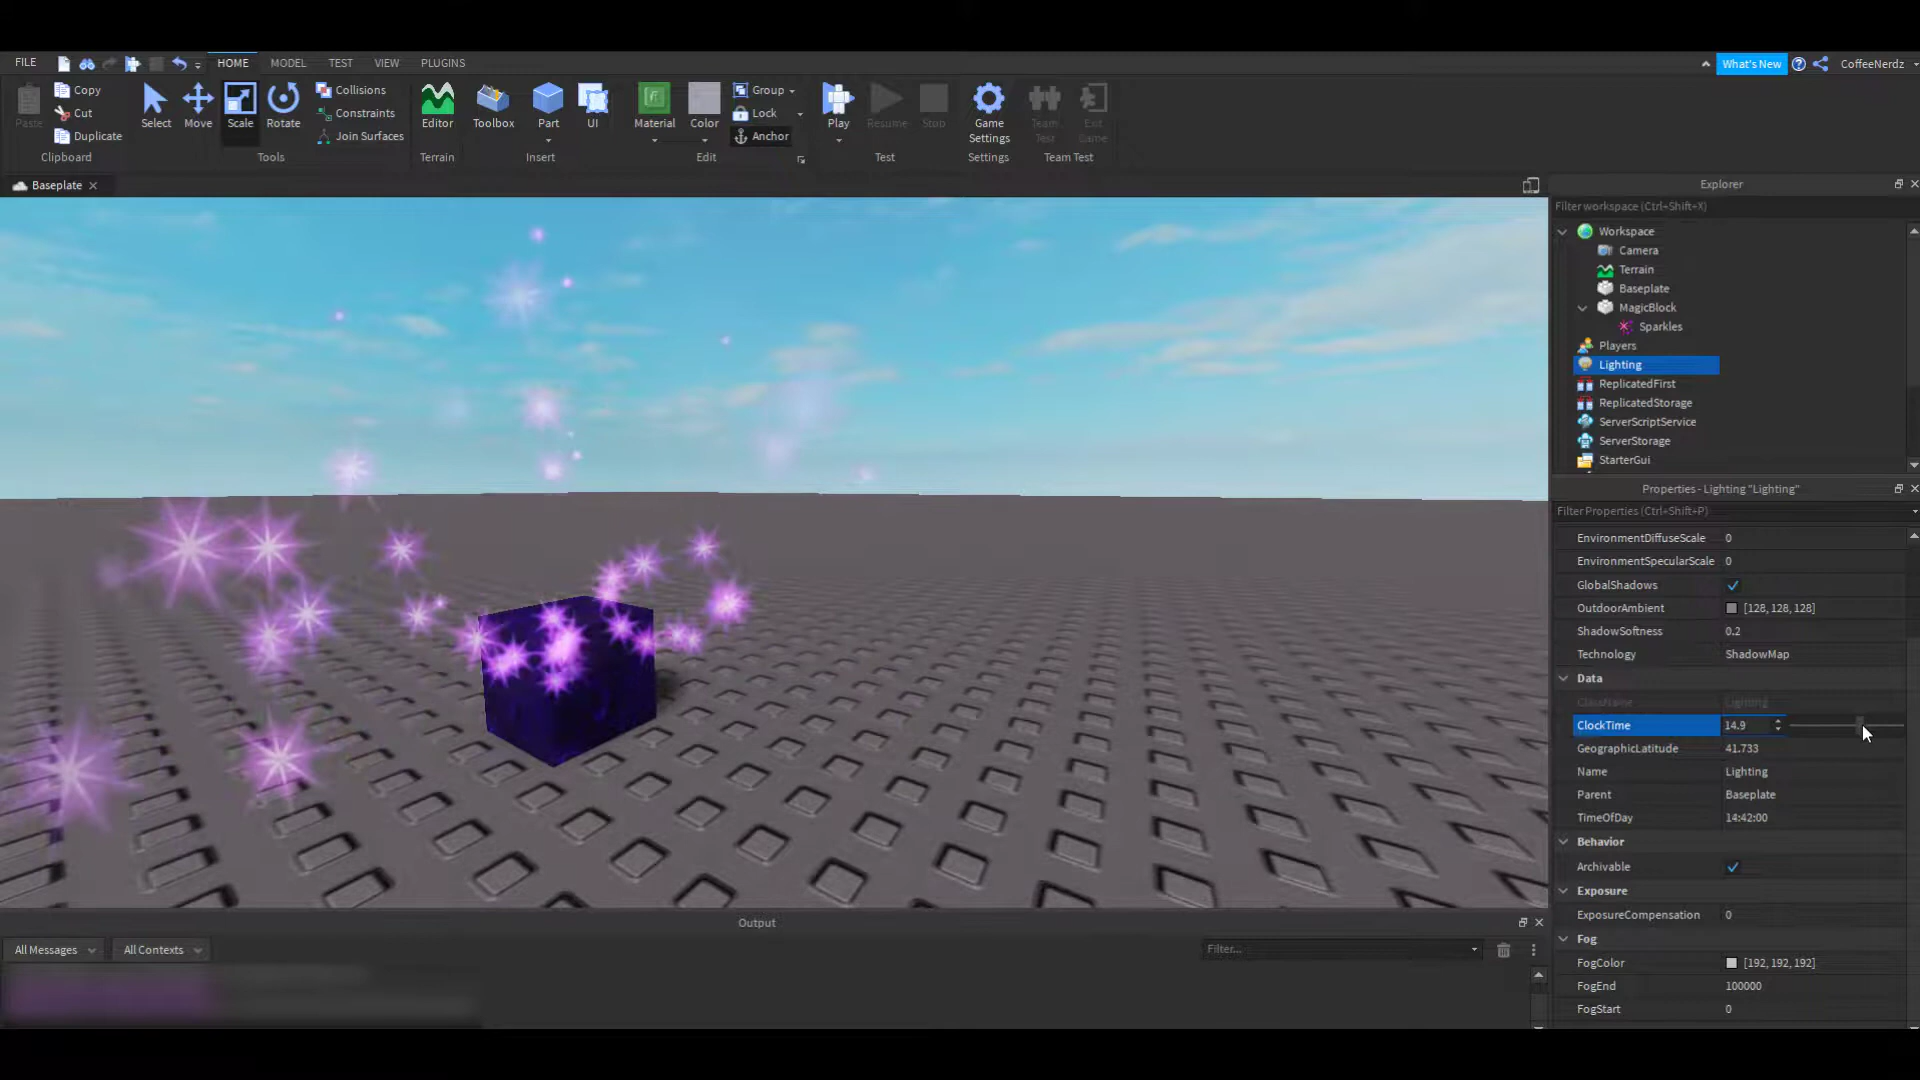 FILE
HOME
MODEL
TEST
VIEW
PLUGINS
What's New
CoffeeNerdz
Paste
Copy
Cut
Duplicate
Clipboard
Select
Move
Scale
Rotate
Collisions
Constraints
Join Surfaces
Tools
Editor
Terrain
Toolbox
Part
UI
Insert
Material
Color
Group
Lock
Anchor
Edit
Play
Resume
Stop
Test
Game
Settings
Settings
Team
Test
Exit
Game
Team Test
Baseplate
Explorer
Filter workspace (Ctrl+Shift+X)
Workspace
Camera
Terrain
Baseplate
MagicBlock
Sparkles
Players
Lighting
ReplicatedFirst
ReplicatedStorage
ServerScriptService
ServerStorage
StarterGui
Properties - Lighting "Lighting"
Filter Properties (Ctrl+Shift+P)
EnvironmentDiffuseScale 0
EnvironmentSpecularScale 0
GlobalShadows
OutdoorAmbient [128, 128, 128]
ShadowSoftness 0.2
Technology ShadowMap
Data
ClassName Lighting
ClockTime 14.9
GeographicLatitude 41.733
Name Lighting
Parent Baseplate
TimeOfDay 14:42:00
Behavior
Archivable
Exposure
ExposureCompensation 0
Fog
FogColor [192, 192, 192]
FogEnd 100000
FogStart 0
Output
All Messages
All Contexts
Filter...